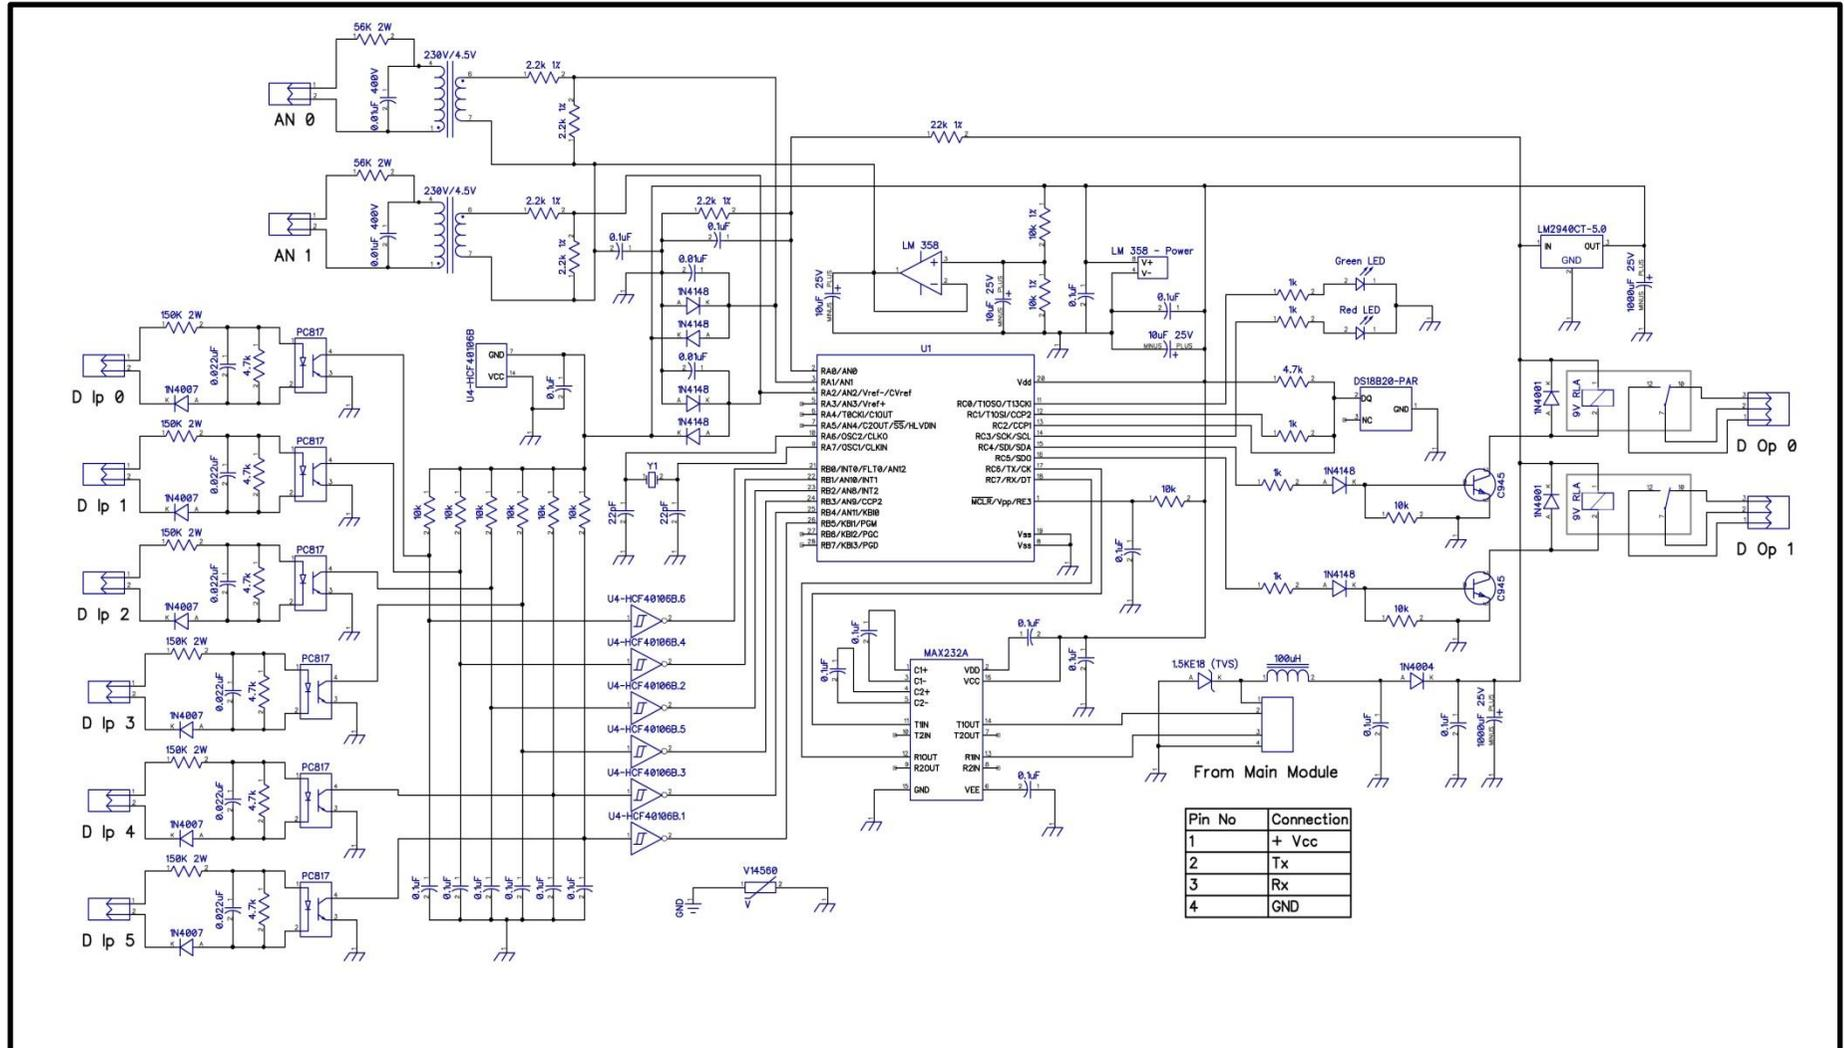 56K 2W
230V/4.5V
0.01uF 400V
2.2k 1%
2.2k 1%
AN 0
56K 2W
230V/4.5V
0.01uF 400V
2.2k 1%
2.2k 1%
AN 1
22k 1%
2.2k 1%
0.1uF
0.1uF
0.01uF
1N4148
1N4148
0.01uF
1N4148
1N4148
LM 358
10uF 25V
MINUS PLUS
10uF 25V
MINUS PLUS
10k 1%
10k 1%
LM 358 - Power
V+
V-
0.1uF
0.1uF
10uF 25V
MINUS PLUS
Green LED
1k
Red LED
1k
LM2940CT-5.0
IN OUT
GND
1000uF 25V
MINUS PLUS
150K 2W
0.022uF
4.7k
PC817
1N4007
D Ip 0
150K 2W
0.022uF
4.7k
PC817
1N4007
D Ip 1
150K 2W
0.022uF
4.7k
PC817
1N4007
D Ip 2
150K 2W
0.022uF
4.7k
PC817
1N4007
D Ip 3
150K 2W
0.022uF
4.7k
PC817
1N4007
D Ip 4
150K 2W
0.022uF
4.7k
PC817
1N4007
D Ip 5
U4-HCF40106B
GND
VCC
0.1uF
10k
10k
10k
10k
10k
10k
Y1
22pF
22pF
U1
RA0/AN0
RA1/AN1
RA2/AN2/Vref-/CVref
RA3/AN3/Vref+
RA4/T0CKI/C1OUT
RA5/AN4/C2OUT/SS/HLVDIN
RA6/OSC2/CLKO
RA7/OSC1/CLKIN
RB0/INT0/FLT0/AN12
RB1/AN10/INT1
RB2/AN8/INT2
RB3/AN9/CCP2
RB4/AN11/KBI0
RB5/KBI1/PGM
RB6/KBI2/PGC
RB7/KBI3/PGD
Vdd
RC0/T1OSO/T13CKI
RC1/T1OSI/CCP2
RC2/CCP1
RC3/SCK/SCL
RC4/SDI/SDA
RC5/SDO
RC6/TX/CK
RC7/RX/DT
MCLR/Vpp/RE3
Vss
Vss
10k
0.1uF
4.7k
1k
DS18B20-PAR
DQ
GND
NC
1k
1N4148
10k
C945
1N4001
9V RLA
D Op 0
1k
1N4148
10k
C945
1N4001
9V RLA
D Op 1
U4-HCF40106B.6
U4-HCF40106B.4
U4-HCF40106B.2
U4-HCF40106B.5
U4-HCF40106B.3
U4-HCF40106B.1
0.1uF
0.1uF
0.1uF
0.1uF
0.1uF
0.1uF
0.1uF
0.1uF
MAX232A
C1+
C1-
C2+
C2-
T1IN
T2IN
R1OUT
R2OUT
GND
VDD
VCC
T1OUT
T2OUT
R1IN
R2IN
VEE
0.1uF
0.1uF
0.1uF
1.5KE18 (TVS)
100uH
1N4004
0.1uF
0.1uF
1000uF 25V
MINUS PLUS
From Main Module
V14560
V
GND
Pin No Connection
1 + Vcc
2 Tx
3 Rx
4 GND